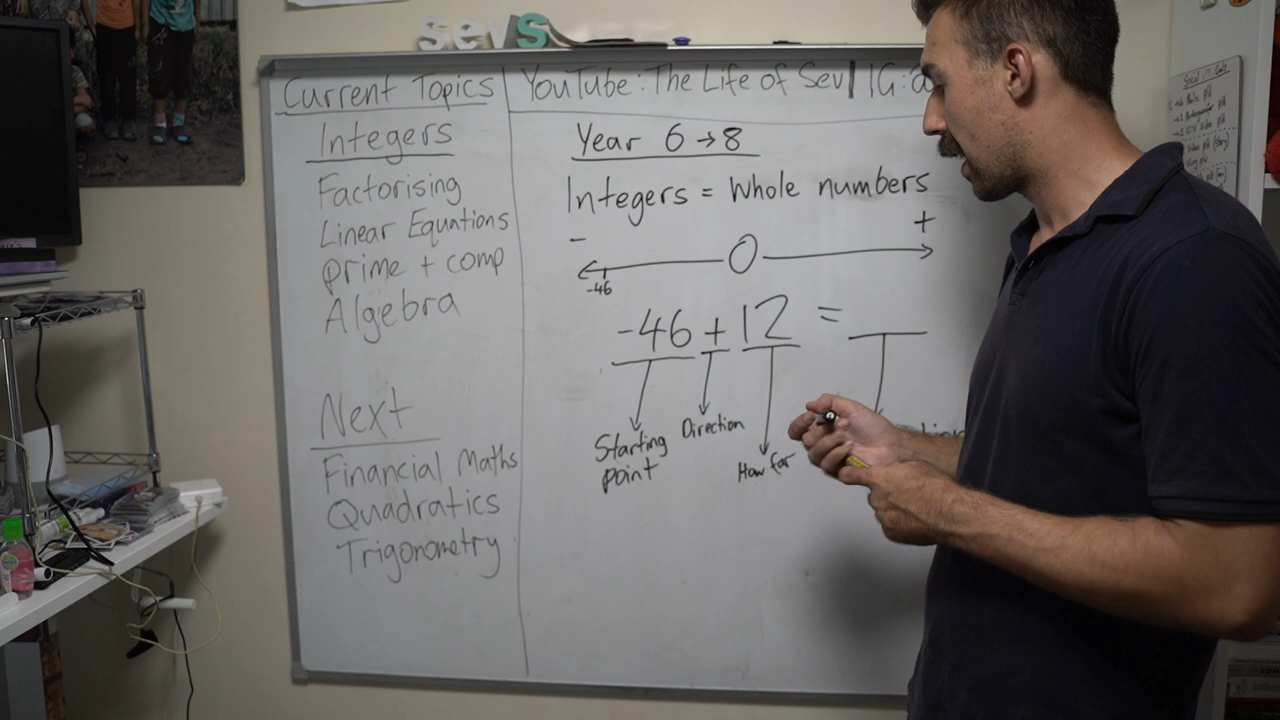 sevs
Current Topics
Integers
Factorising
Linear Equations
prime + comp
Algebra
Next
Financial Maths
Quadratics
Trigonometry
YouTube: The Life of Sev | IG:
Year 6 → 8
Integers = Whole numbers
- +
0
-46
-46 + 12 =
Starting point
Direction
How far